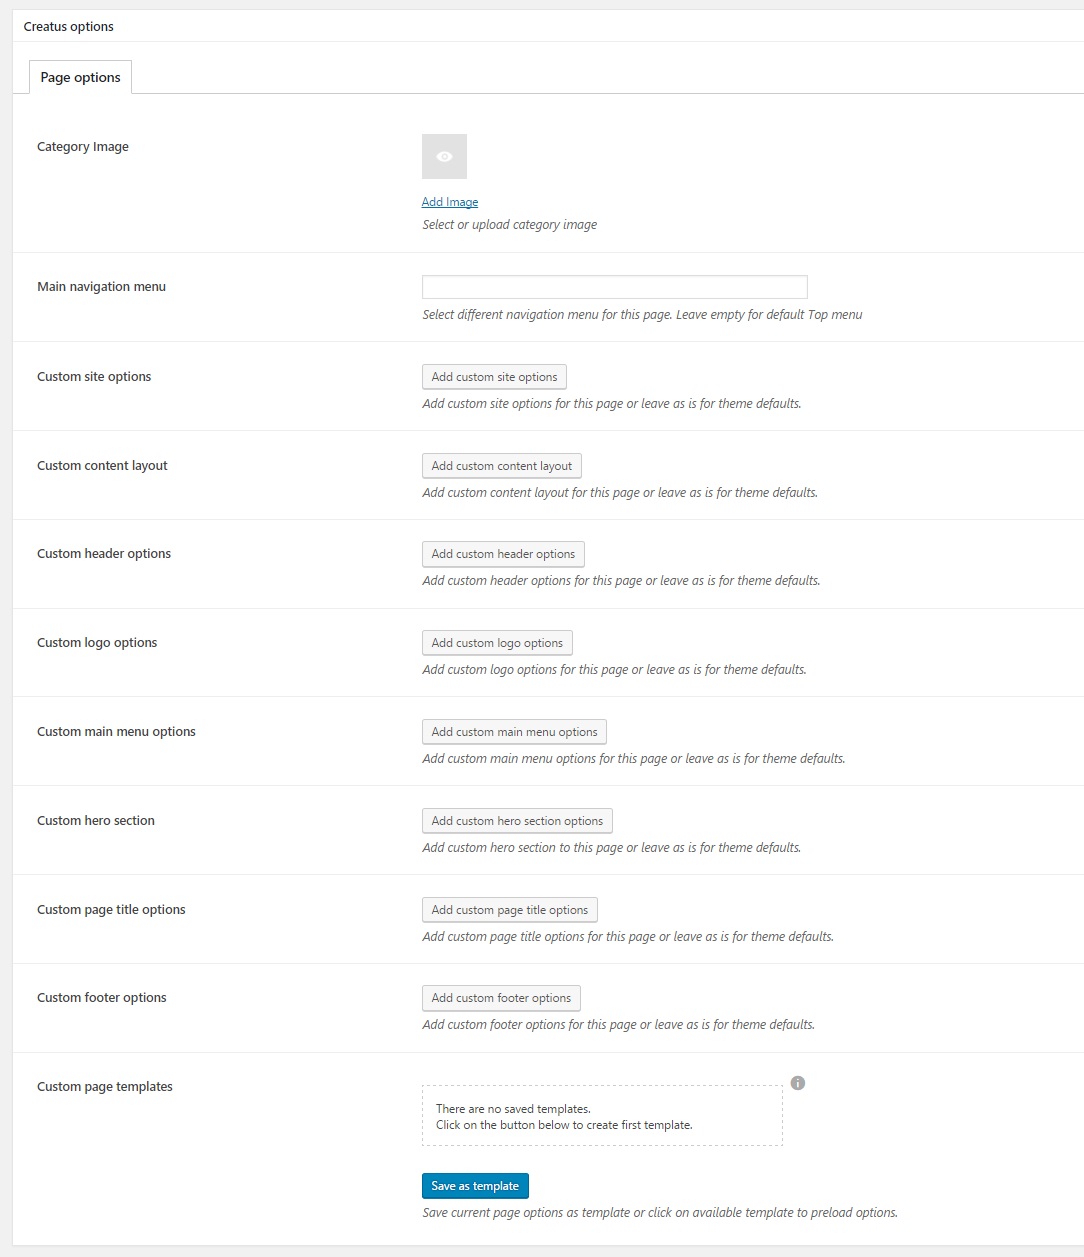 Creatus options
Page options
Category Image
Add Image
Select or upload category image
Main navigation menu
Select different navigation menu for this page. Leave empty for default Top menu
Custom site options
Add custom site options
Add custom site options for this page or leave as is for theme defaults.
Custom content layout
Add custom content layout
Add custom content layout for this page or leave as is for theme defaults.
Custom header options
Add custom header options
Add custom header options for this page or leave as is for theme defaults.
Custom logo options
Add custom logo options
Add custom logo options for this page or leave as is for theme defaults.
Custom main menu options
Add custom main menu options
Add custom main menu options for this page or leave as is for theme defaults.
Custom hero section
Add custom hero section options
Add custom hero section to this page or leave as is for theme defaults.
Custom page title options
Add custom page title options
Add custom page title options for this page or leave as is for theme defaults.
Custom footer options
Add custom footer options
Add custom footer options for this page or leave as is for theme defaults.
Custom page templates
There are no saved templates.
Click on the button below to create first template.
Save as template
Save current page options as template or click on available template to preload options.